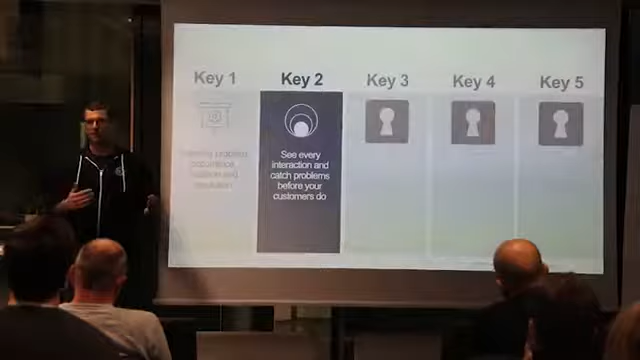 Key 1
Key 2
Key 3
Key 4
Key 5
See every
interaction and
catch problems
before your
customers do